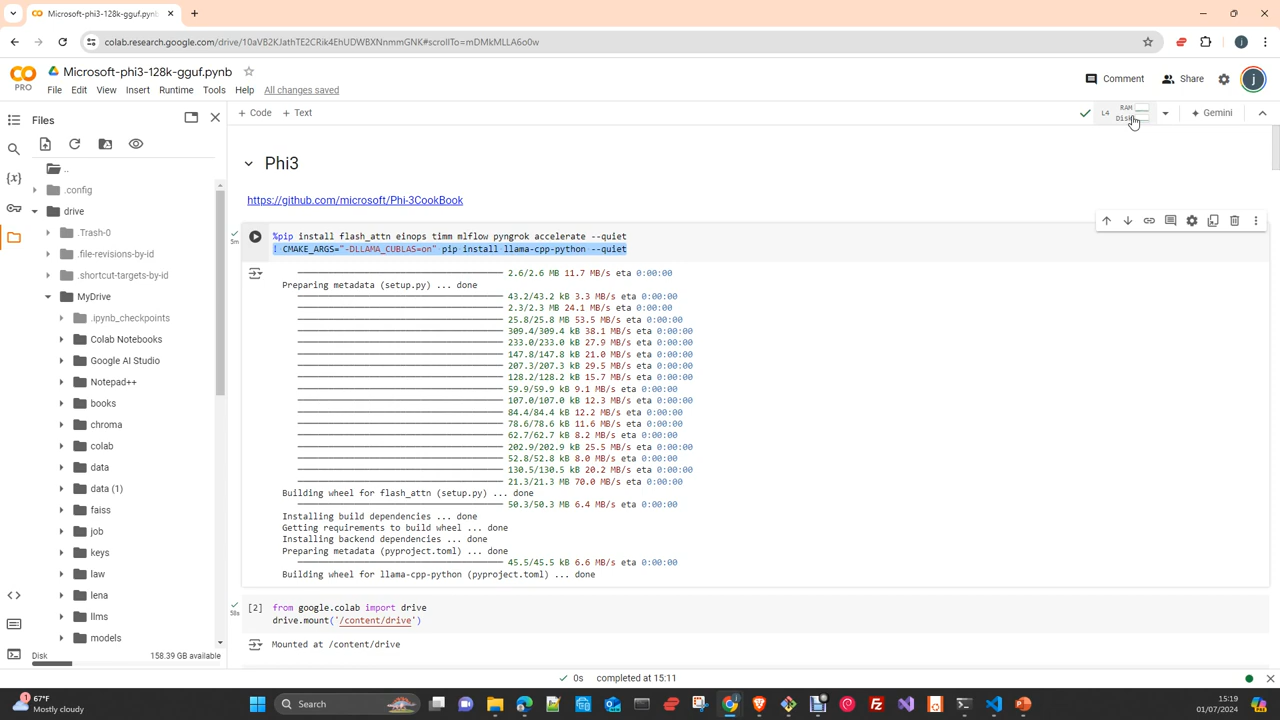 Microsoft-phi3-128k-gguf.pynb
colab.research.google.com/drive/10aVB2KJathTE2CRik4EhUDWBXNnmmGNK#scrollTo=mDMkMLLA6o0w
j
PRO
Microsoft-phi3-128k-gguf.pynb
Comment
Share
j
File Edit View Insert Runtime Tools Help All changes saved
Files
+ Code + Text
L4
RAM
Disk
Gemini
..
.config
drive
.Trash-0
.file-revisions-by-id
.shortcut-targets-by-id
MyDrive
.ipynb_checkpoints
Colab Notebooks
Google AI Studio
Notepad++
books
chroma
colab
data
data (1)
faiss
job
keys
law
lena
llms
models
Disk 158.39 GB available
Phi3
https://github.com/microsoft/Phi-3CookBook
5m
%pip install flash_attn einops timm mlflow pyngrok accelerate --quiet
! CMAKE_ARGS="-DLLAMA_CUBLAS=on" pip install llama-cpp-python --quiet
2.6/2.6 MB 11.7 MB/s eta 0:00:00
Preparing metadata (setup.py) ... done
43.2/43.2 kB 3.3 MB/s eta 0:00:00
2.3/2.3 MB 24.1 MB/s eta 0:00:00
25.8/25.8 MB 53.5 MB/s eta 0:00:00
309.4/309.4 kB 38.1 MB/s eta 0:00:00
233.0/233.0 kB 27.9 MB/s eta 0:00:00
147.8/147.8 kB 21.0 MB/s eta 0:00:00
207.3/207.3 kB 29.5 MB/s eta 0:00:00
128.2/128.2 kB 15.7 MB/s eta 0:00:00
59.9/59.9 kB 9.1 MB/s eta 0:00:00
107.0/107.0 kB 12.3 MB/s eta 0:00:00
84.4/84.4 kB 12.2 MB/s eta 0:00:00
78.6/78.6 kB 11.6 MB/s eta 0:00:00
62.7/62.7 kB 8.2 MB/s eta 0:00:00
202.9/202.9 kB 25.5 MB/s eta 0:00:00
52.8/52.8 kB 8.0 MB/s eta 0:00:00
130.5/130.5 kB 20.2 MB/s eta 0:00:00
21.3/21.3 MB 70.0 MB/s eta 0:00:00
Building wheel for flash_attn (setup.py) ... done
50.3/50.3 MB 6.4 MB/s eta 0:00:00
Installing build dependencies ... done
Getting requirements to build wheel ... done
Installing backend dependencies ... done
Preparing metadata (pyproject.toml) ... done
45.5/45.5 kB 6.6 MB/s eta 0:00:00
Building wheel for llama-cpp-python (pyproject.toml) ... done
58s
[2] from google.colab import drive
drive.mount('/content/drive')
Mounted at /content/drive
0s completed at 15:11
67°F
Mostly cloudy
Search
15:19
01/07/2024